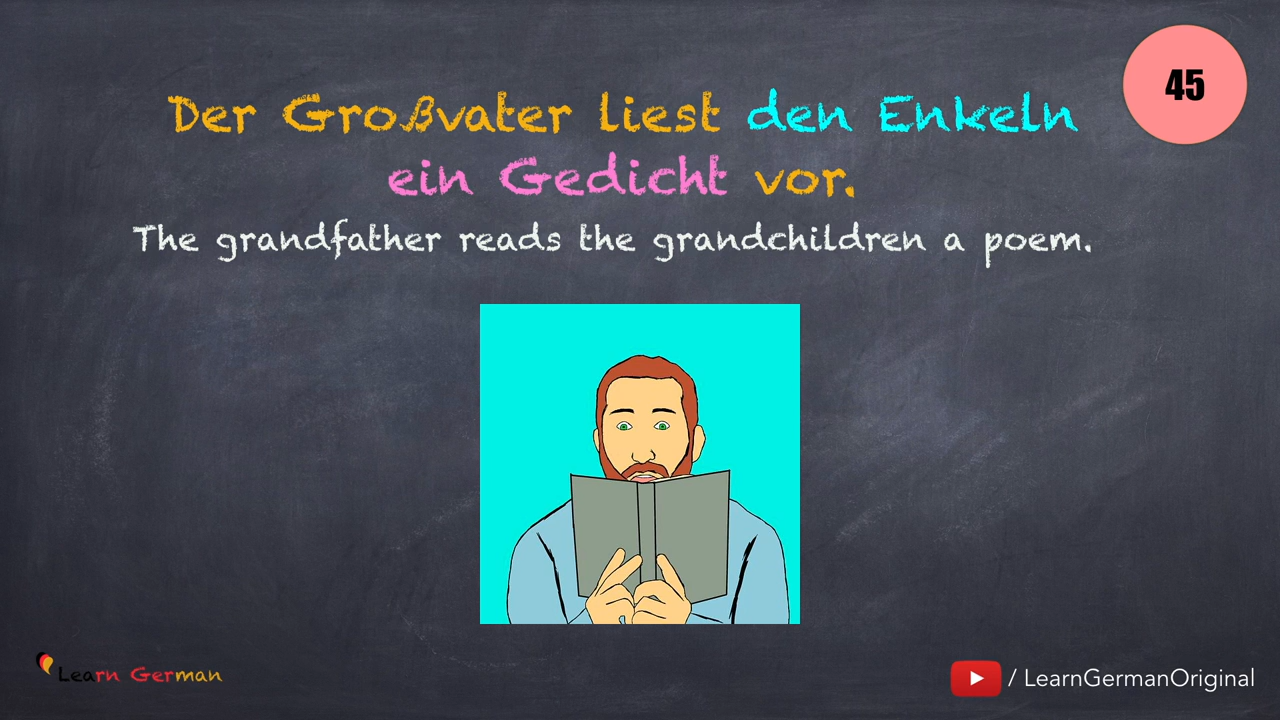 45
Der Großvater liest den Enkeln
ein Gedicht vor.
The grandfather reads the grandchildren a poem.
Learn German
/ LearnGermanOriginal